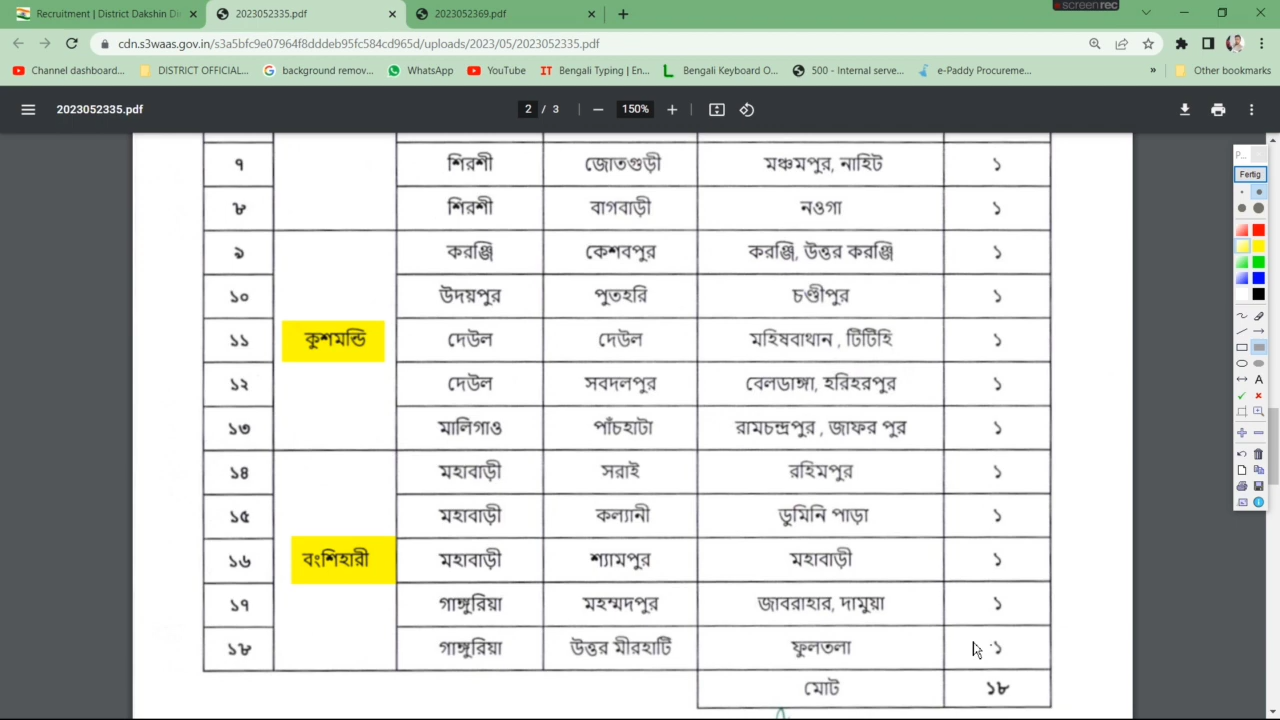 Recruitment | District Dakshin Di
2023052335.pdf
2023052369.pdf
screenrec
cdn.s3waas.gov.in/s3a5bfc9e07964f8dddeb95fc584cd965d/uploads/2023/05/2023052335.pdf
Channel dashboard...
DISTRICT OFFICIAL...
background remov...
WhatsApp
YouTube
Bengali Typing | En...
Bengali Keyboard O...
500 - Internal serve...
e-Paddy Procureme...
»
Other bookmarks
2023052335.pdf
2 / 3
150%
P...
Fertig
৭ শিরশী জোতগুড়ী মঞ্চমপুর, নাহিট ১
৮ শিরশী বাগবাড়ী নওগা ১
৯ করঞ্জি কেশবপুর করঞ্জি, উত্তর করঞ্জি ১
১০ উদয়পুর পুতহরি চণ্ডীপুর ১
১১ কুশমন্ডি দেউল দেউল মহিষবাথান , টিটিহি ১
১২ দেউল সবদলপুর বেলডাঙ্গা, হরিহরপুর ১
১৩ মালিগাও পাঁচহাটা রামচন্দ্রপুর , জাফর পুর ১
১৪ মহাবাড়ী সরাই রহিমপুর ১
১৫ মহাবাড়ী কল্যানী ডুমিনি পাড়া ১
১৬ বংশিহারী মহাবাড়ী শ্যামপুর মহাবাড়ী ১
১৭ গাঙ্গুরিয়া মহম্মদপুর জাবরাহার, দামুয়া ১
১৮ গাঙ্গুরিয়া উত্তর মীরহাটি ফুলতলা ১
মোট ১৮